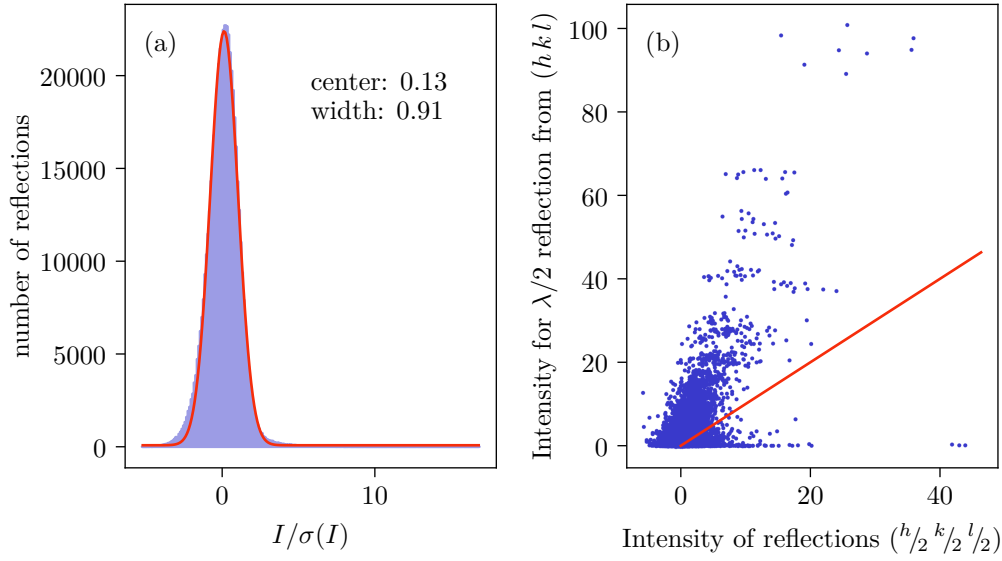 (a)
center: 0.13
width: 0.91
number of reflections
20000
15000
10000
5000
0
0
10
I/σ(I)
(b)
Intensity for λ/2 reflection from (h k l)
100
80
60
40
20
0
0
20
40
Intensity of reflections (h/2 k/2 l/2)